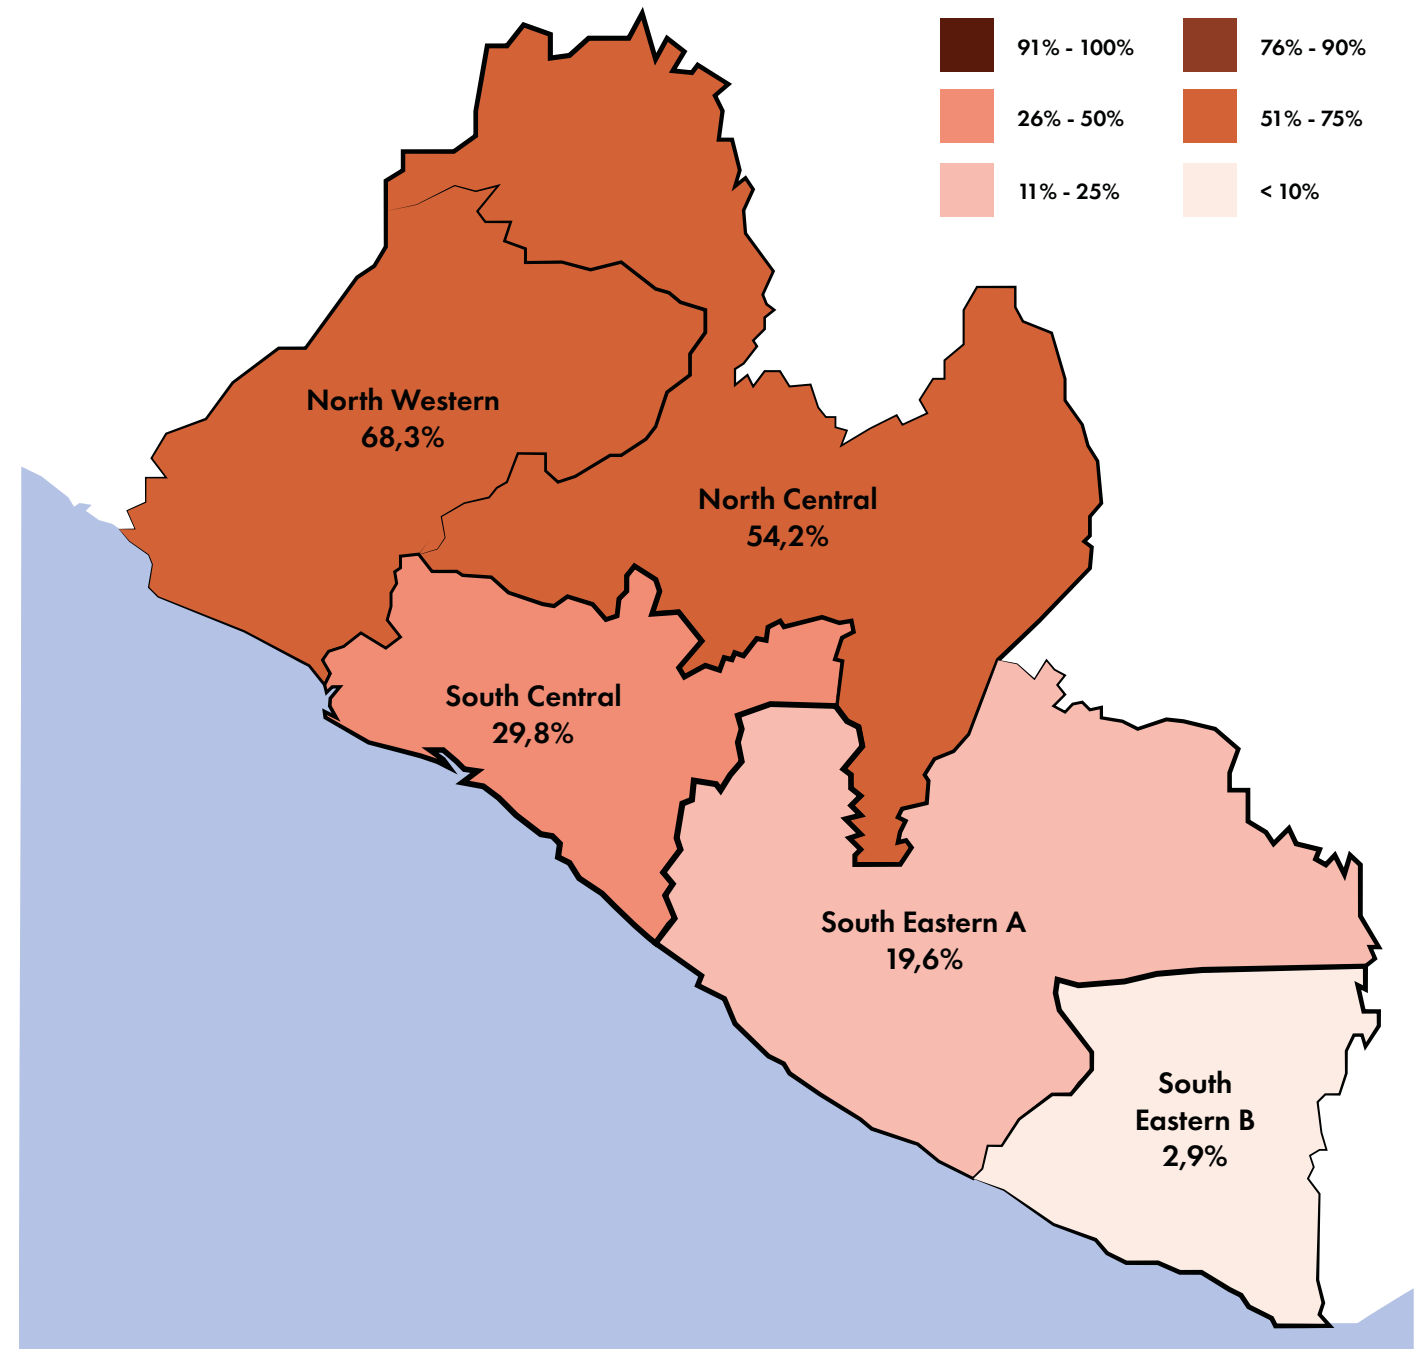 91% - 100%
76% - 90%
26% - 50%
51% - 75%
11% - 25%
< 10%
North Western
68,3%
North Central
54,2%
South Central
29,8%
South Eastern A
19,6%
South
Eastern B
2,9%